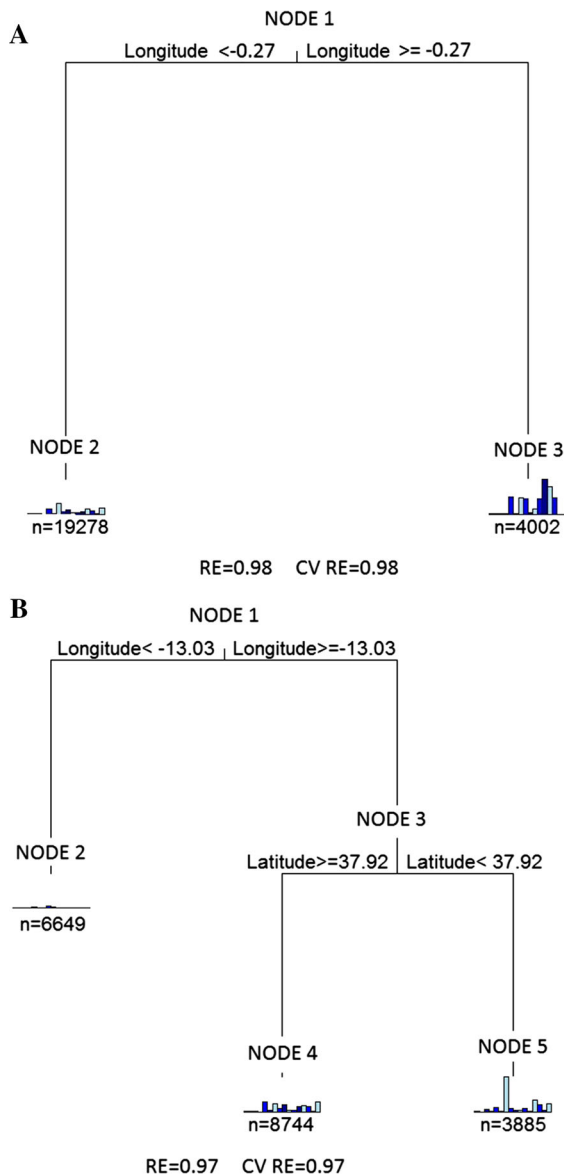 A
NODE 1
Longitude <-0.27 Longitude >= -0.27
NODE 2
NODE 3
n=19278
n=4002
RE=0.98 CV RE=0.98
B
NODE 1
Longitude< -13.03 Longitude>=-13.03
NODE 3
NODE 2
Latitude>=37.92 Latitude< 37.92
n=6649
NODE 4
NODE 5
n=8744
n=3885
RE=0.97 CV RE=0.97